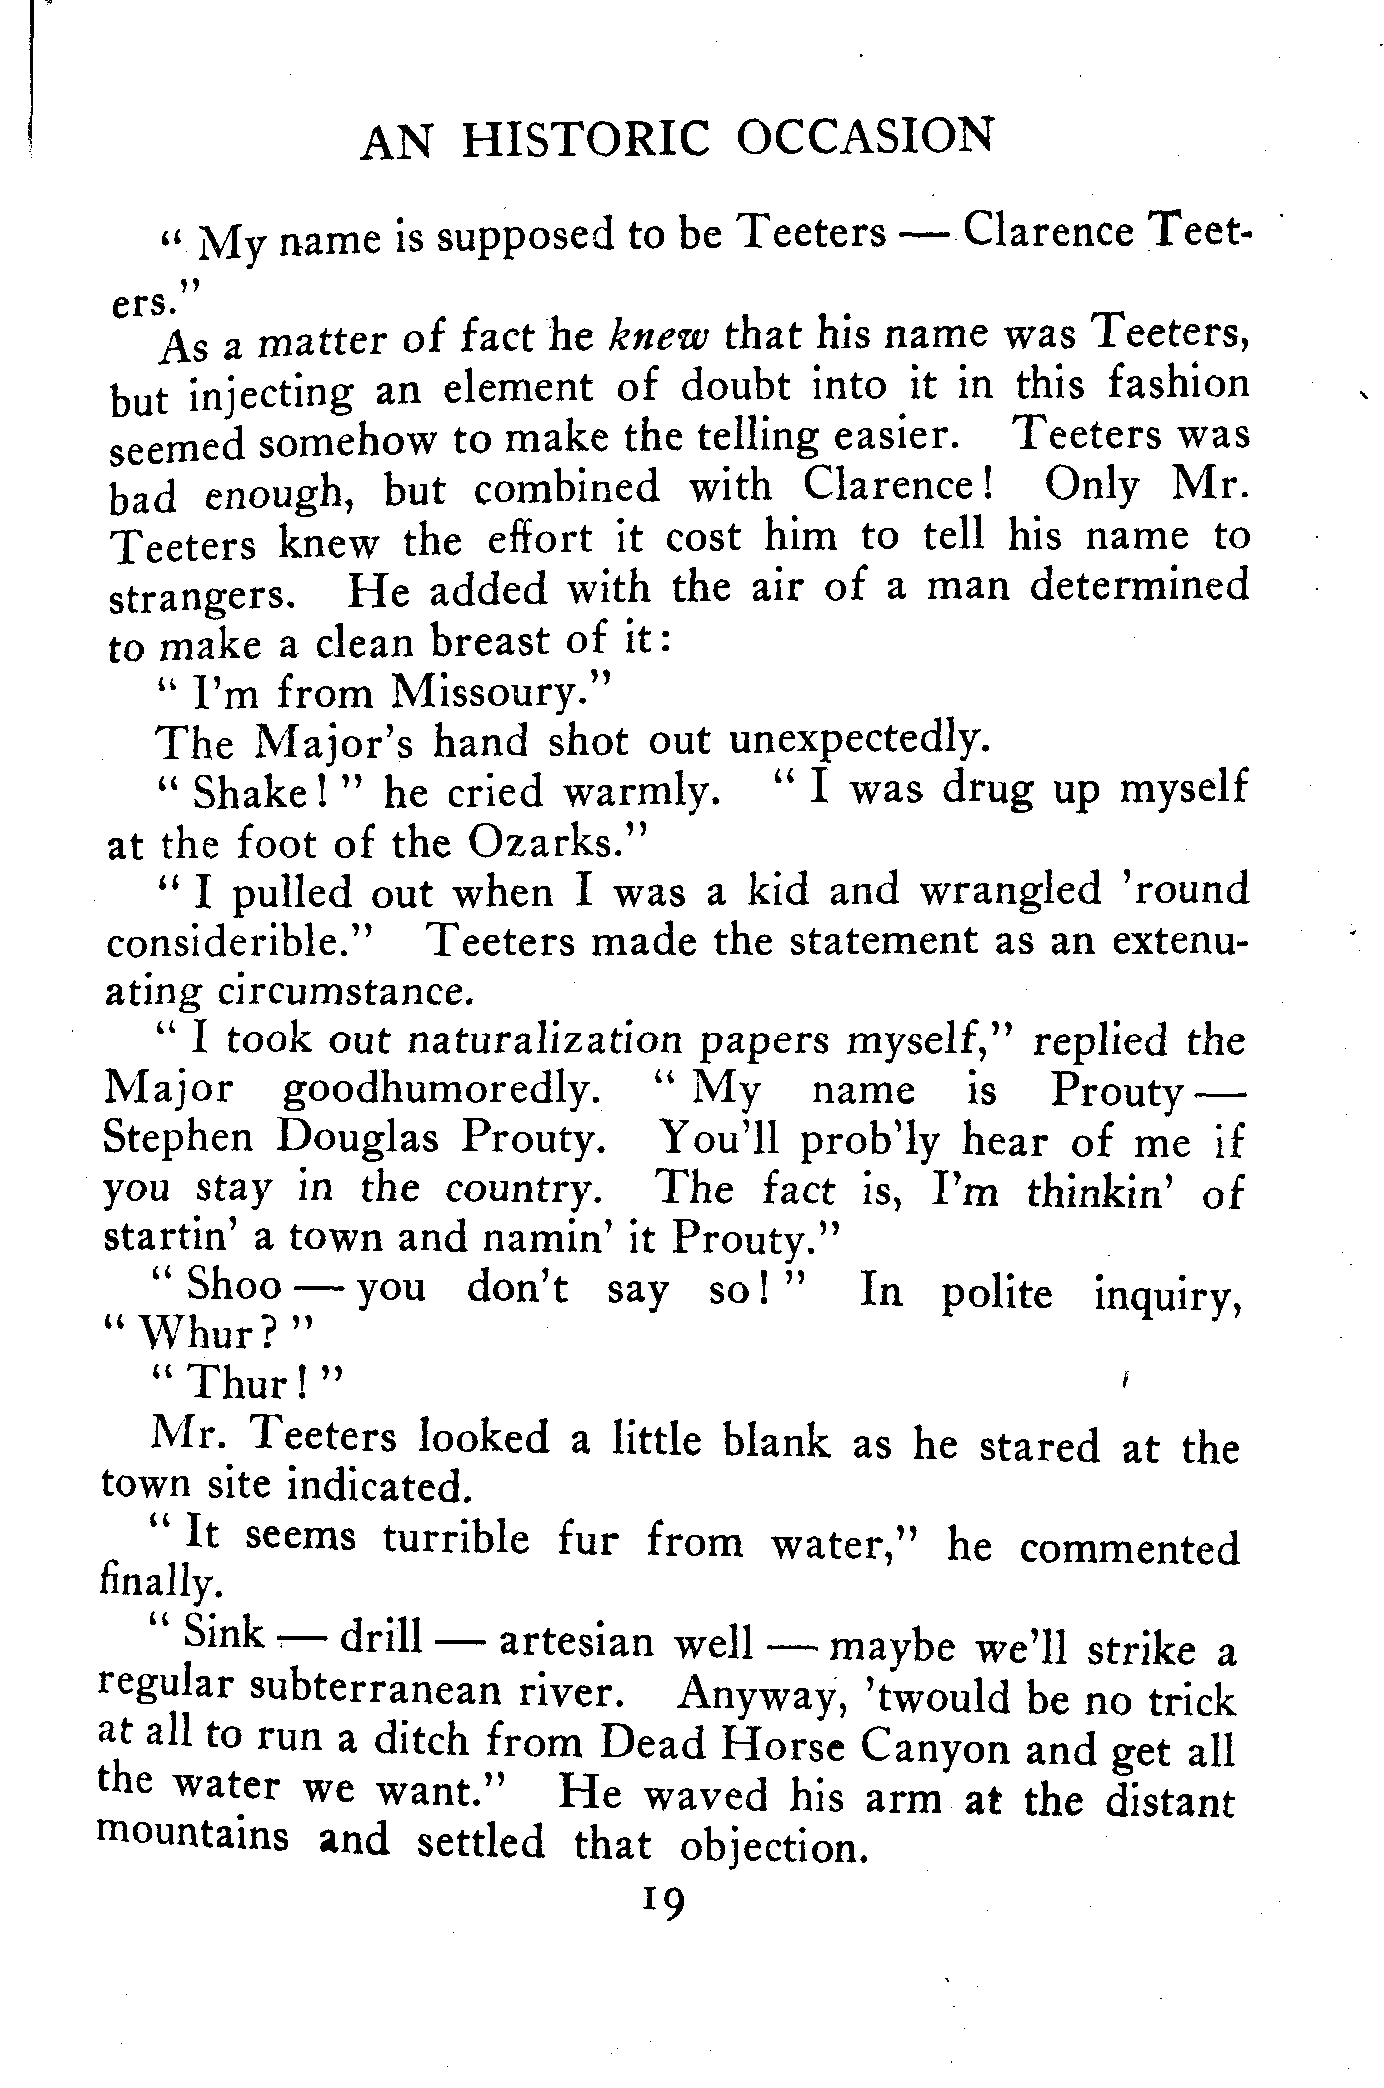 AN HISTORIC OCCASION
" My name is supposed to be Teeters — Clarence Teet-
ers."
As a matter of fact he knew that his name was Teeters,
but injecting an element of doubt into it in this fashion
seemed somehow to make the telling easier. Teeters was
bad enough, but combined with Clarence! Only Mr.
Teeters knew the effort it cost him to tell his name to
strangers. He added with the air of a man determined
to make a clean breast of it:
" I'm from Missoury."
The Major's hand shot out unexpectedly.
" Shake! " he cried warmly. " I was drug up myself
at the foot of the Ozarks."
" I pulled out when I was a kid and wrangled 'round
considerible." Teeters made the statement as an extenu-
ating circumstance.
" I took out naturalization papers myself," replied the
Major goodhumoredly. " My name is Prouty —
Stephen Douglas Prouty. You'll prob'ly hear of me if
you stay in the country. The fact is, I'm thinkin' of
startin' a town and namin' it Prouty."
" Shoo — you don't say so! " In polite inquiry,
" Whur? "
" Thur! "
Mr. Teeters looked a little blank as he stared at the
town site indicated.
" It seems turrible fur from water," he commented
finally.
" Sink — drill — artesian well — maybe we'll strike a
regular subterranean river. Anyway, 'twould be no trick
at all to run a ditch from Dead Horse Canyon and get all
the water we want." He waved his arm at the distant
mountains and settled that objection.
19